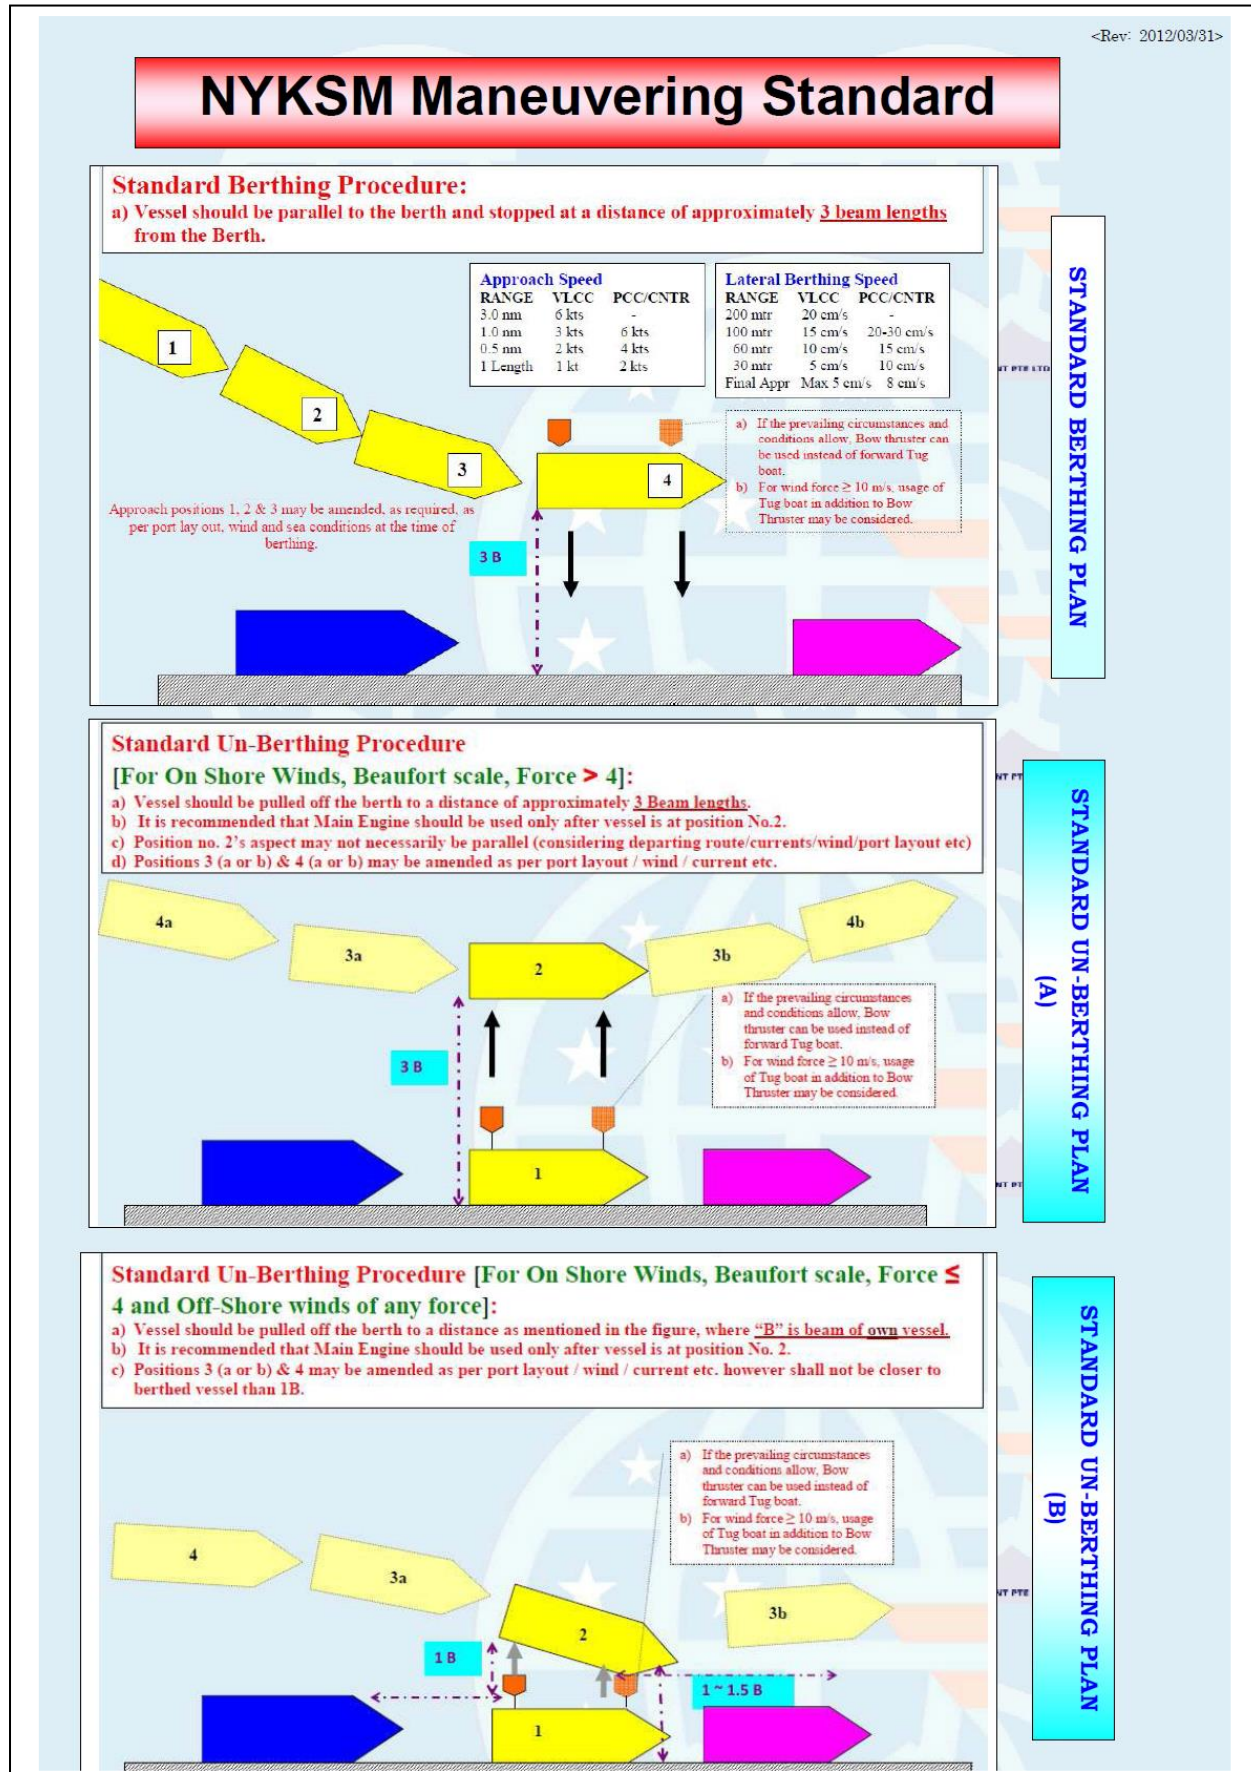 <Rev: 2012/03/31>
NYKSM Maneuvering Standard
Standard Berthing Procedure:
a) Vessel should be parallel to the berth and stopped at a distance of approximately 3 beam lengths
from the Berth.
Approach Speed
RANGE VLCC PCC/CNTR
3.0 nm 6 kts -
1.0 nm 3 kts 6 kts
0.5 nm 2 kts 4 kts
1 Length 1 kt 2 kts
Lateral Berthing Speed
RANGE VLCC PCC/CNTR
200 mtr 20 cm/s -
100 mtr 15 cm/s 20-30 cm/s
60 mtr 10 cm/s 15 cm/s
30 mtr 5 cm/s 10 cm/s
Final Appr Max 5 cm/s 8 cm/s
1
2
3
4
a) If the prevailing circumstances and
conditions allow, Bow thruster can
be used instead of forward Tug
boat.
b) For wind force ≥ 10 m/s, usage of
Tug boat in addition to Bow
Thruster may be considered.
Approach positions 1, 2 & 3 may be amended, as required, as
per port lay out, wind and sea conditions at the time of
berthing.
3 B
NT PTE LTD
STANDARD BERTHING PLAN
Standard Un-Berthing Procedure
[For On Shore Winds, Beaufort scale, Force > 4]:
a) Vessel should be pulled off the berth to a distance of approximately 3 Beam lengths.
b) It is recommended that Main Engine should be used only after vessel is at position No.2.
c) Position no. 2's aspect may not necessarily be parallel (considering departing route/currents/wind/port layout etc)
d) Positions 3 (a or b) & 4 (a or b) may be amended as per port layout / wind / current etc.
4a
3a
2
3b
4b
a) If the prevailing circumstances
and conditions allow, Bow
thruster can be used instead of
forward Tug boat.
b) For wind force ≥ 10 m/s, usage
of Tug boat in addition to Bow
Thruster may be considered.
3 B
1
NT PT
NT PT
STANDARD UN-BERTHING PLAN
(A)
Standard Un-Berthing Procedure [For On Shore Winds, Beaufort scale, Force ≤
4 and Off-Shore winds of any force]:
a) Vessel should be pulled off the berth to a distance as mentioned in the figure, where "B" is beam of own vessel.
b) It is recommended that Main Engine should be used only after vessel is at position No. 2.
c) Positions 3 (a or b) & 4 may be amended as per port layout / wind / current etc. however shall not be closer to
berthed vessel than 1B.
a) If the prevailing circumstances
and conditions allow, Bow
thruster can be used instead of
forward Tug boat.
b) For wind force ≥ 10 m/s, usage
of Tug boat in addition to Bow
Thruster may be considered.
4
3a
2
3b
1 B
1 ~ 1.5 B
1
NT PTE
STANDARD UN-BERTHING PLAN
(B)